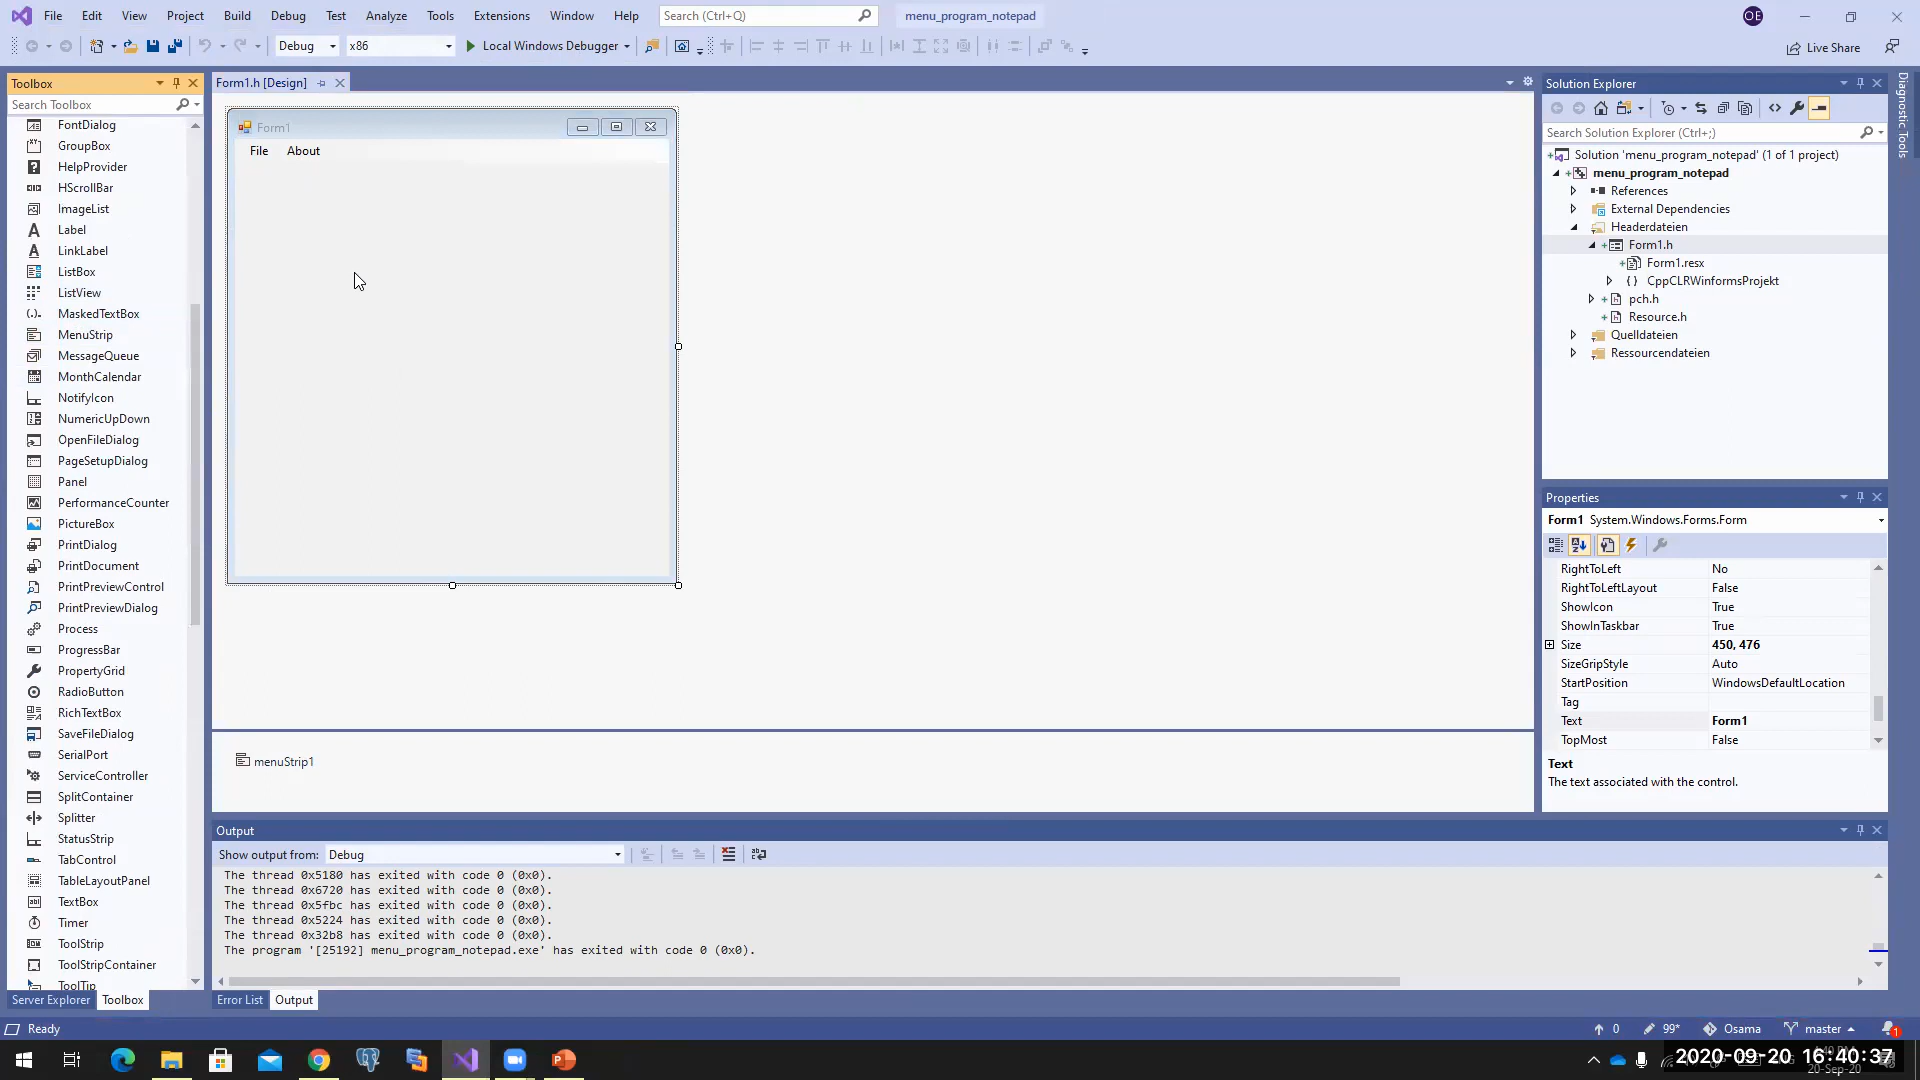 File Edit View Project Build Debug Test Analyze Tools Extensions Window Help Search (Ctrl+Q) menu_program_notepad OE
Debug x86 Local Windows Debugger Live Share
Toolbox
Search Toolbox
FontDialog
GroupBox
HelpProvider
HScrollBar
ImageList
Label
LinkLabel
ListBox
ListView
MaskedTextBox
MenuStrip
MessageQueue
MonthCalendar
NotifyIcon
NumericUpDown
OpenFileDialog
PageSetupDialog
Panel
PerformanceCounter
PictureBox
PrintDialog
PrintDocument
PrintPreviewControl
PrintPreviewDialog
Process
ProgressBar
PropertyGrid
RadioButton
RichTextBox
SaveFileDialog
SerialPort
ServiceController
SplitContainer
Splitter
StatusStrip
TabControl
TableLayoutPanel
TextBox
Timer
ToolStrip
ToolStripContainer
ToolTip
Server Explorer Toolbox
Form1.h [Design]
Form1
File About
menuStrip1
Output
Show output from: Debug
The thread 0x5180 has exited with code 0 (0x0).
The thread 0x6720 has exited with code 0 (0x0).
The thread 0x5fbc has exited with code 0 (0x0).
The thread 0x5224 has exited with code 0 (0x0).
The thread 0x32b8 has exited with code 0 (0x0).
The program '[25192] menu_program_notepad.exe' has exited with code 0 (0x0).
Error List Output
Solution Explorer
Search Solution Explorer (Ctrl+;)
Solution 'menu_program_notepad' (1 of 1 project)
menu_program_notepad
References
External Dependencies
Headerdateien
Form1.h
Form1.resx
CppCLRWinformsProjekt
pch.h
Resource.h
Quelldateien
Ressourcendateien
Diagnostic Tools
Properties
Form1 System.Windows.Forms.Form
RightToLeft No
RightToLeftLayout False
ShowIcon True
ShowInTaskbar True
Size 450, 476
SizeGripStyle Auto
StartPosition WindowsDefaultLocation
Tag
Text Form1
TopMost False
Text
The text associated with the control.
Ready 0 99* Osama master 1
2020-09-20 16:40:37
20-Sep-20